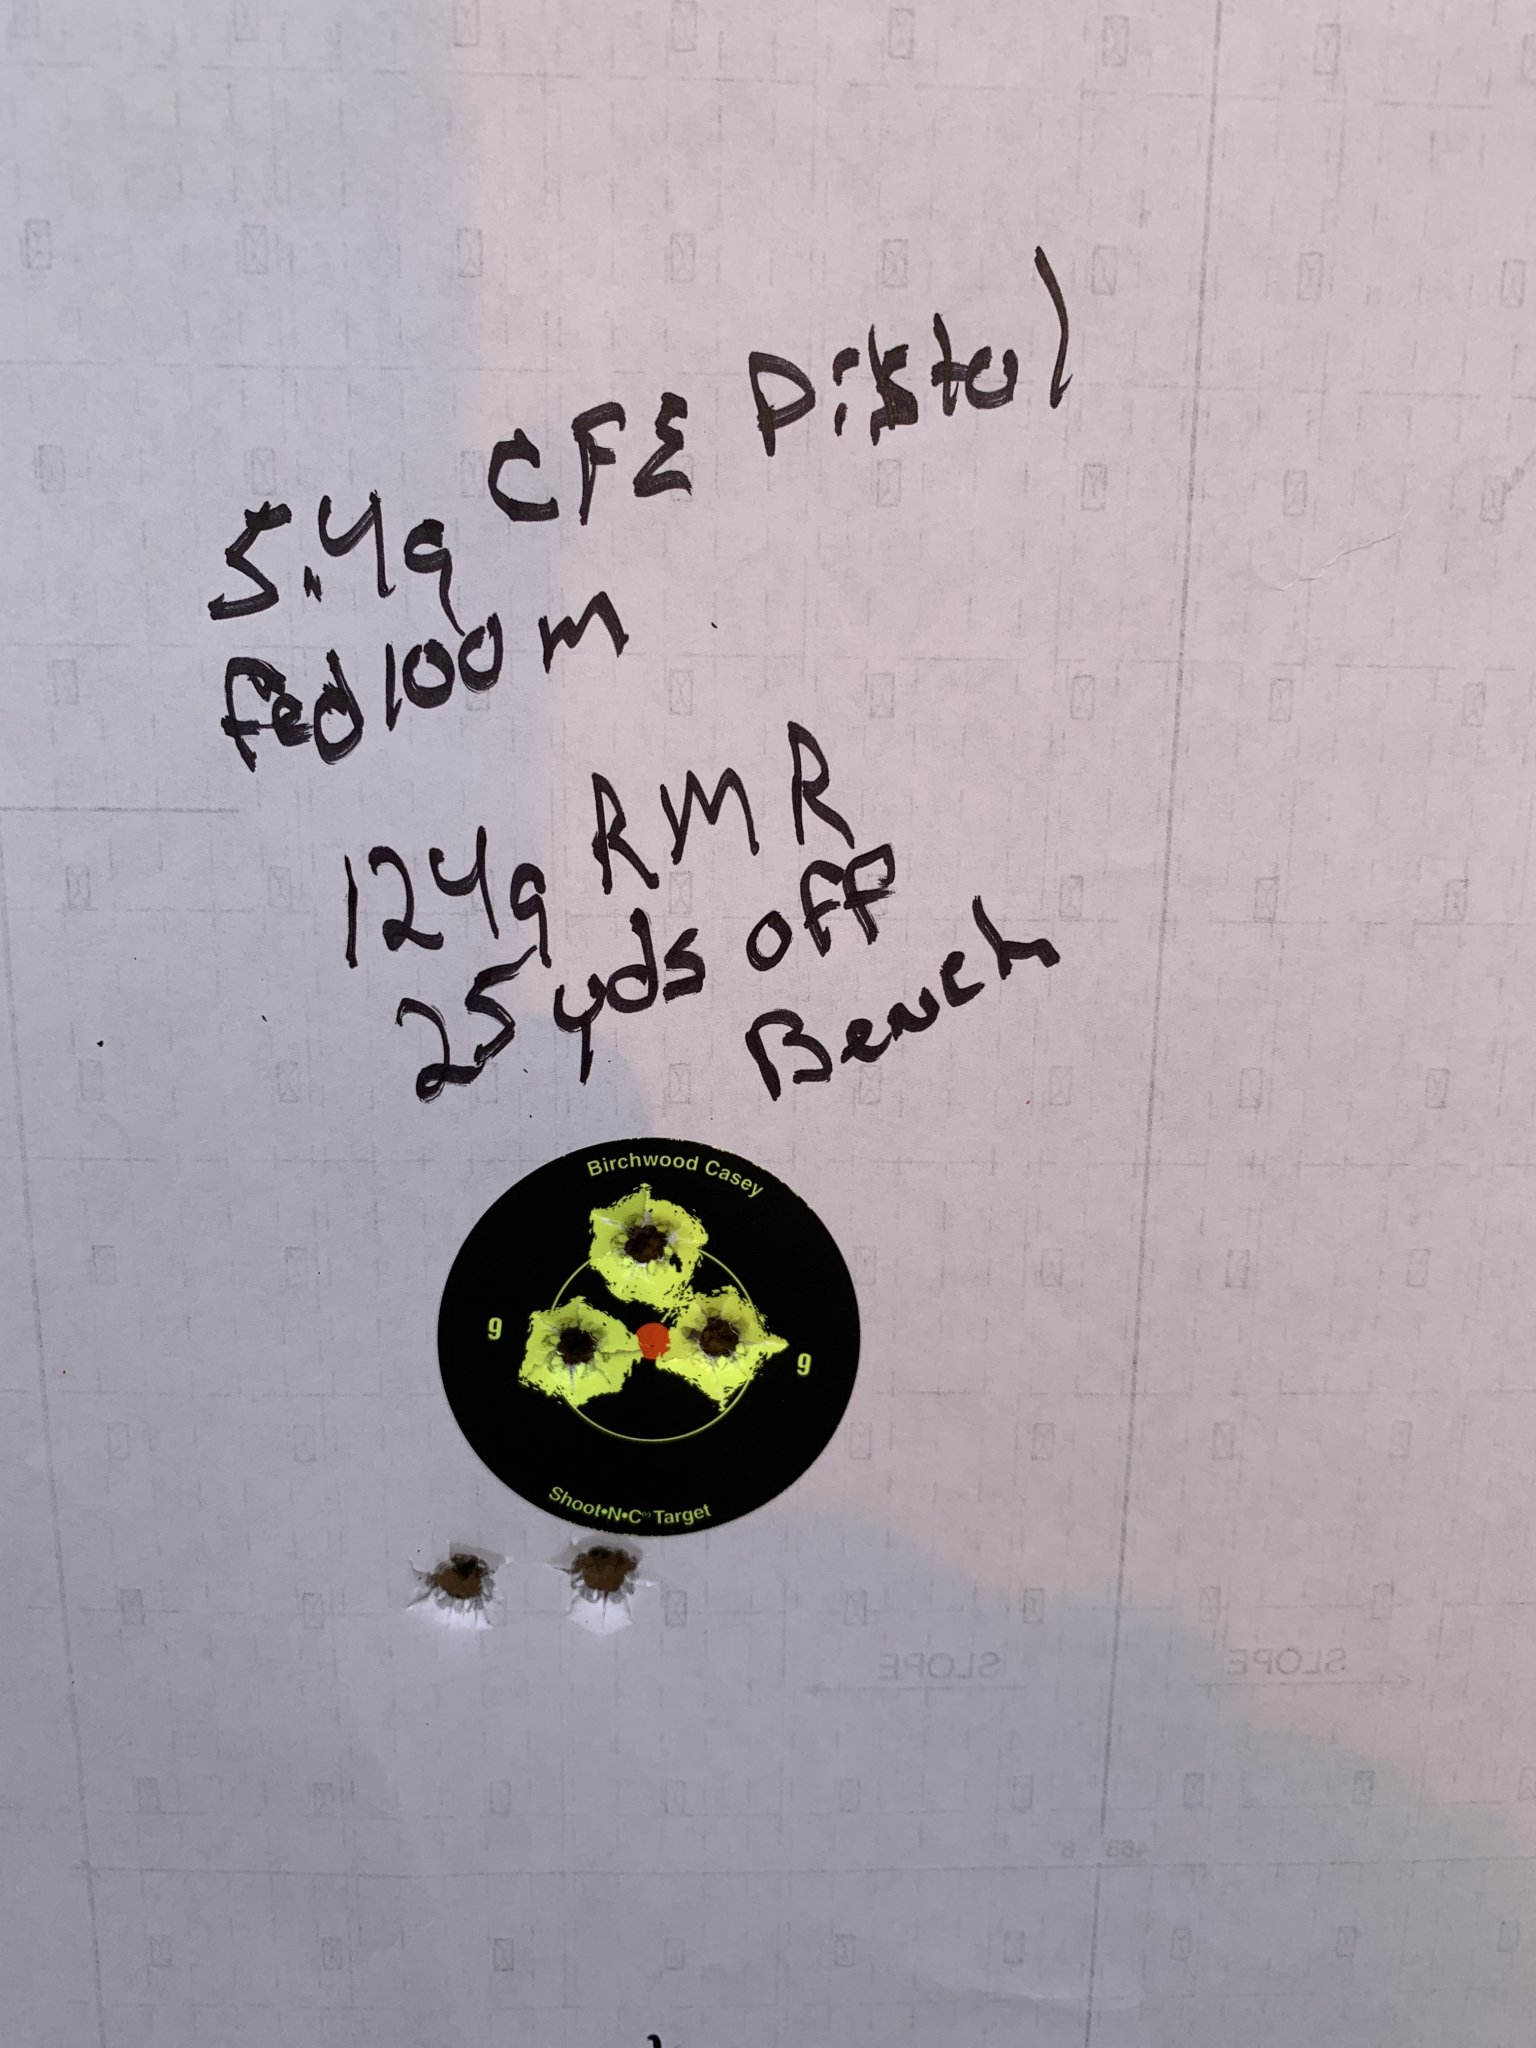 5.4g CFE Pistol
fed 100 m
124g RMR
25 yds off
Bench
Birchwood Casey
9 9
Shoot•N•C Target
SLOPE SLOPE